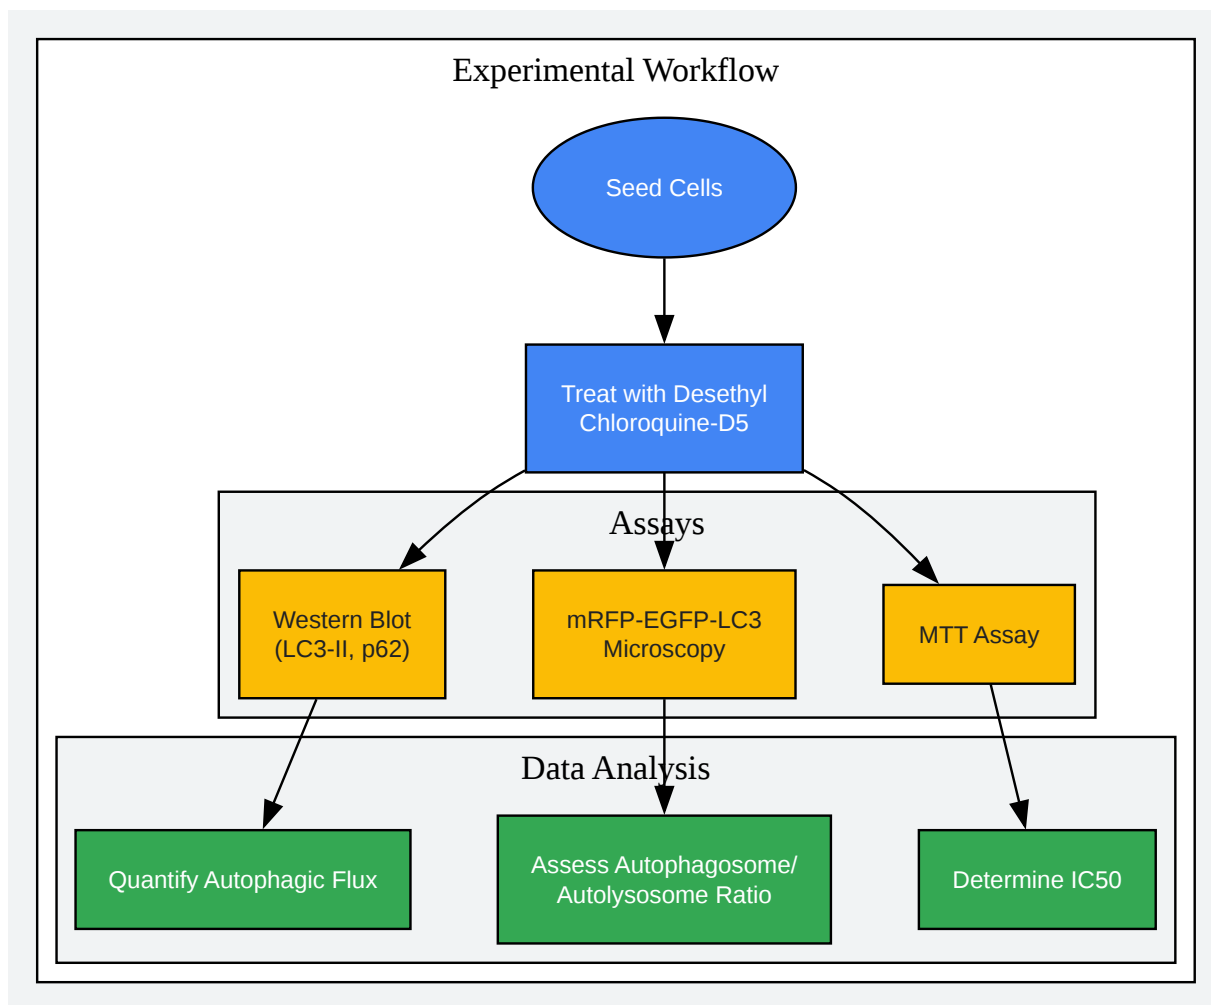 Experimental Workflow
Seed Cells
Treat with Desethyl
Chloroquine-D5
Assays
Western Blot
(LC3-II, p62)
mRFP-EGFP-LC3
Microscopy
MTT Assay
Data Analysis
Quantify Autophagic Flux
Assess Autophagosome/
Autolysosome Ratio
Determine IC50